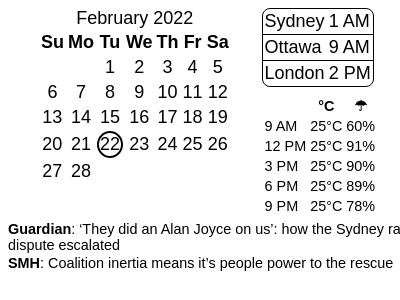 February 2022
Su Mo Tu We Th Fr Sa
1 2 3 4 5
6 7 8 9 10 11 12
13 14 15 16 17 18 19
20 21 22 23 24 25 26
27 28
Sydney 1 AM
Ottawa 9 AM
London 2 PM
°C ☂
9 AM 25°C 60%
12 PM 25°C 91%
3 PM 25°C 90%
6 PM 25°C 89%
9 PM 25°C 78%
Guardian: ‘They did an Alan Joyce on us’: how the Sydney ra
dispute escalated
SMH: Coalition inertia means it’s people power to the rescue